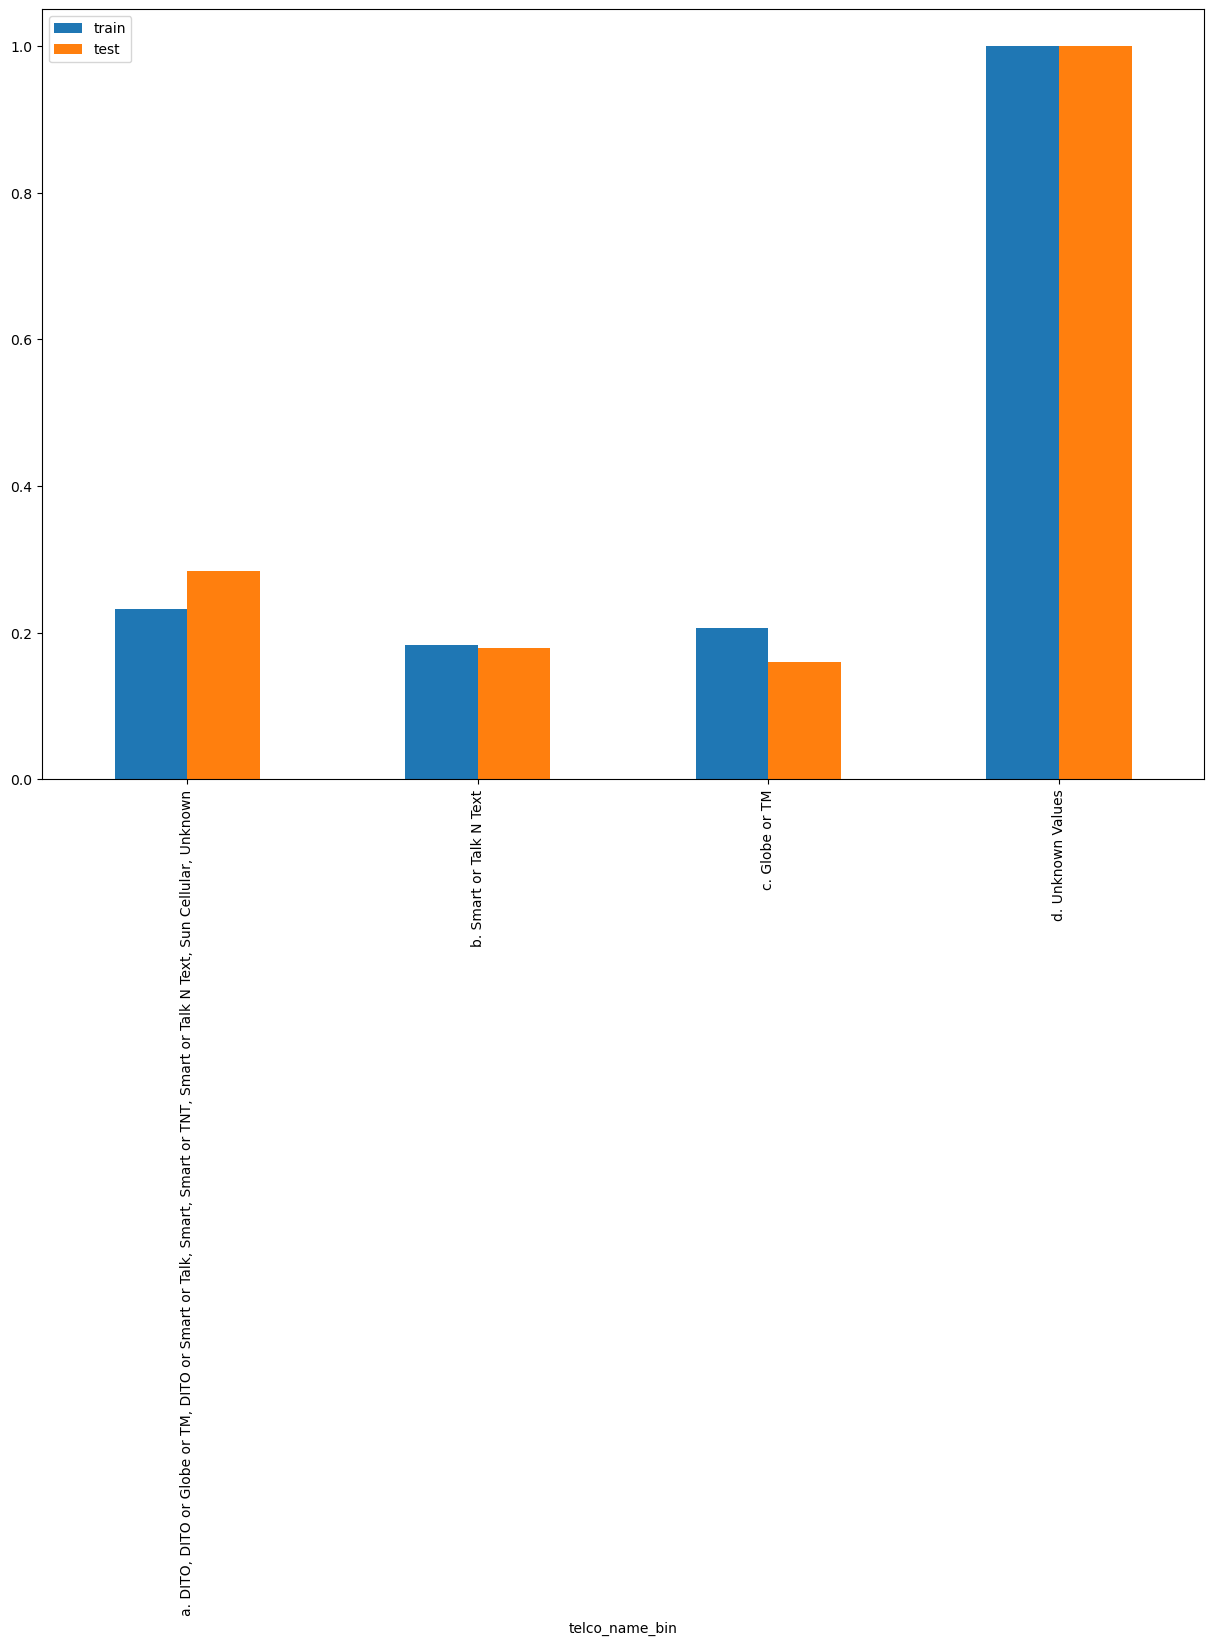 train
test
1.0
0.8
0.6
0.4
0.2
0.0
a. DITO, DITO or Globe or TM, DITO or Smart or Talk, Smart, Smart or TNT, Smart or Talk N Text, Sun Cellular, Unknown
b. Smart or Talk N Text
c. Globe or TM
d. Unknown Values
telco_name_bin